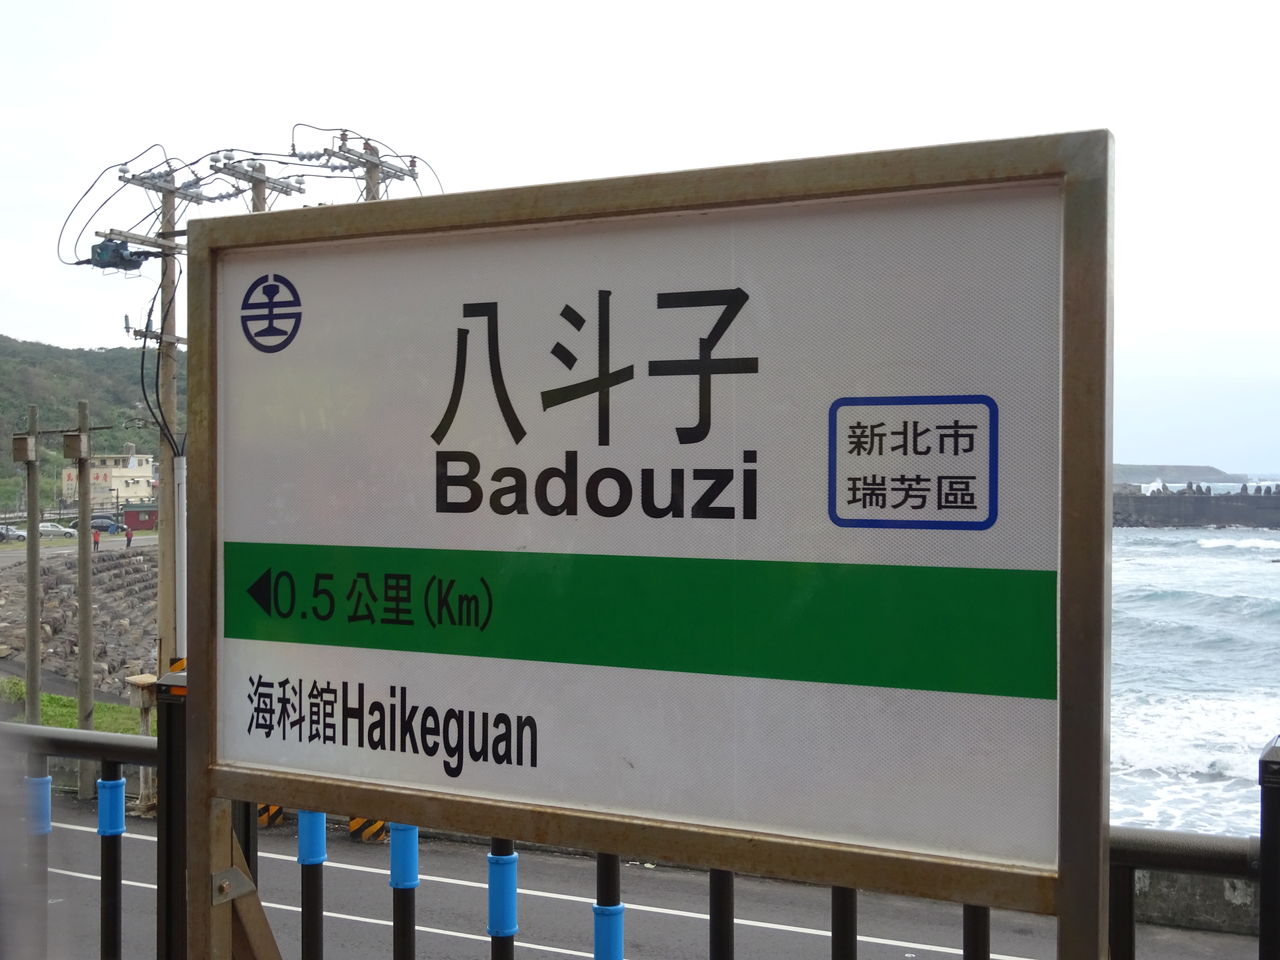 八斗子
Badouzi
新北市
瑞芳區
◀0.5公里(Km)
海科館Haikeguan